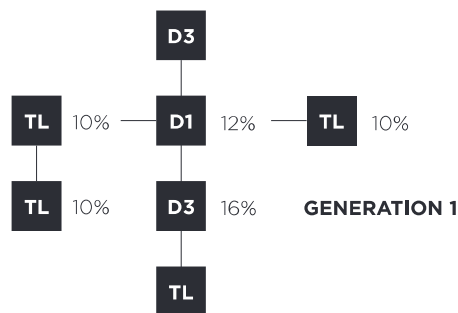 D3
TL 10% D1 12% TL 10%
TL 10% D3 16% GENERATION 1
TL